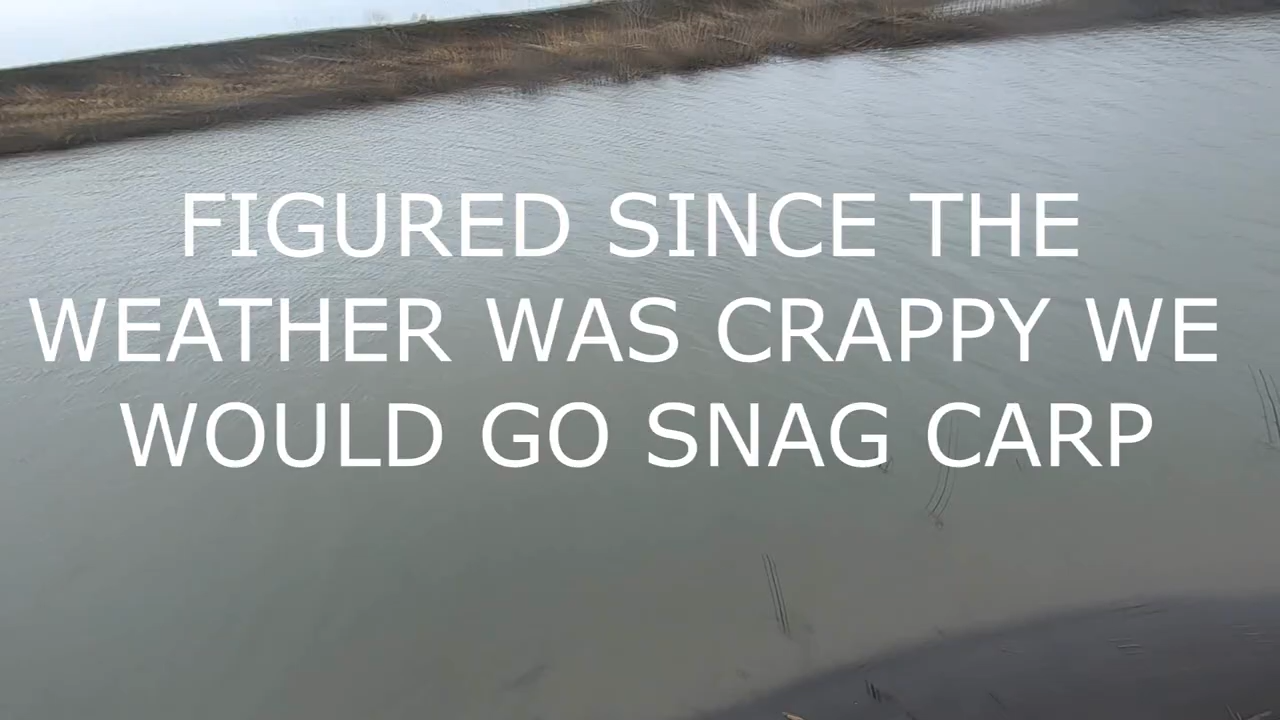 FIGURED SINCE THE
WEATHER WAS CRAPPY WE
WOULD GO SNAG CARP